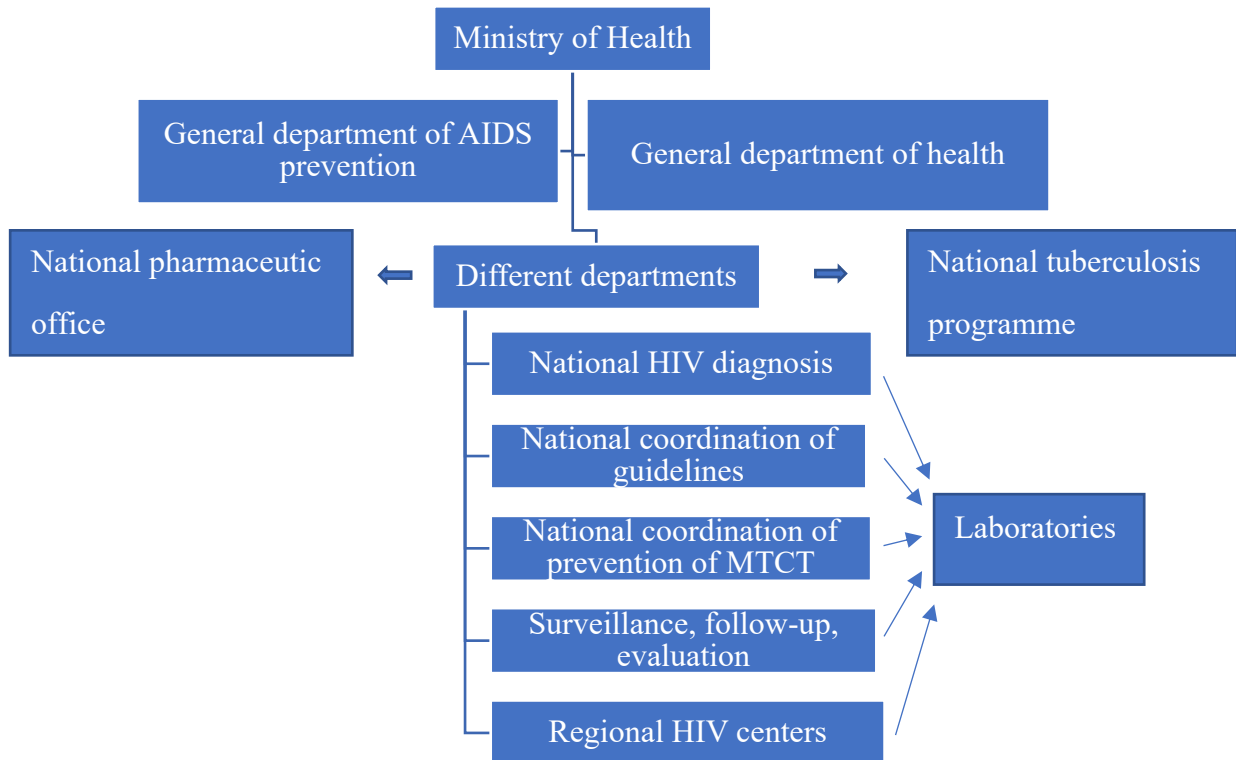 Ministry of Health
General department of AIDS
prevention
General department of health
National pharmaceutic
office
Different departments
National tuberculosis
programme
National HIV diagnosis
National coordination of
guidelines
National coordination of
prevention of MTCT
Laboratories
Surveillance, follow-up,
evaluation
Regional HIV centers